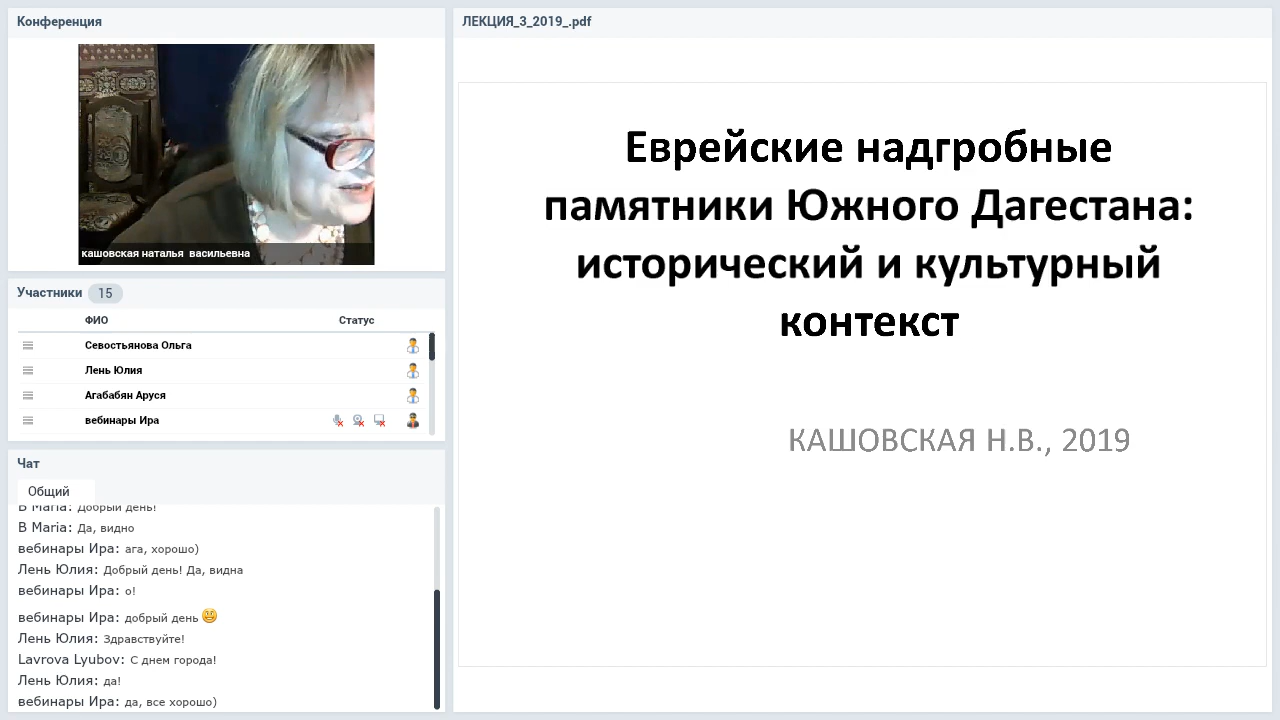 Конференция
кашовская наталья васильевна
Участники 15
ФИО Статус
Севостьянова Ольга
Лень Юлия
Агабабян Аруся
вебинары Ира
Чат
Общий
B Maria: Добрый день!
B Maria: Да, видно
вебинары Ира: ага, хорошо)
Лень Юлия: Добрый день! Да, видна
вебинары Ира: о!
вебинары Ира: добрый день
Лень Юлия: Здравствуйте!
Lavrova Lyubov: С днем города!
Лень Юлия: да!
вебинары Ира: да, все хорошо)
ЛЕКЦИЯ_3_2019_.pdf
Еврейские надгробные
памятники Южного Дагестана:
исторический и культурный
контекст
КАШОВСКАЯ Н.В., 2019